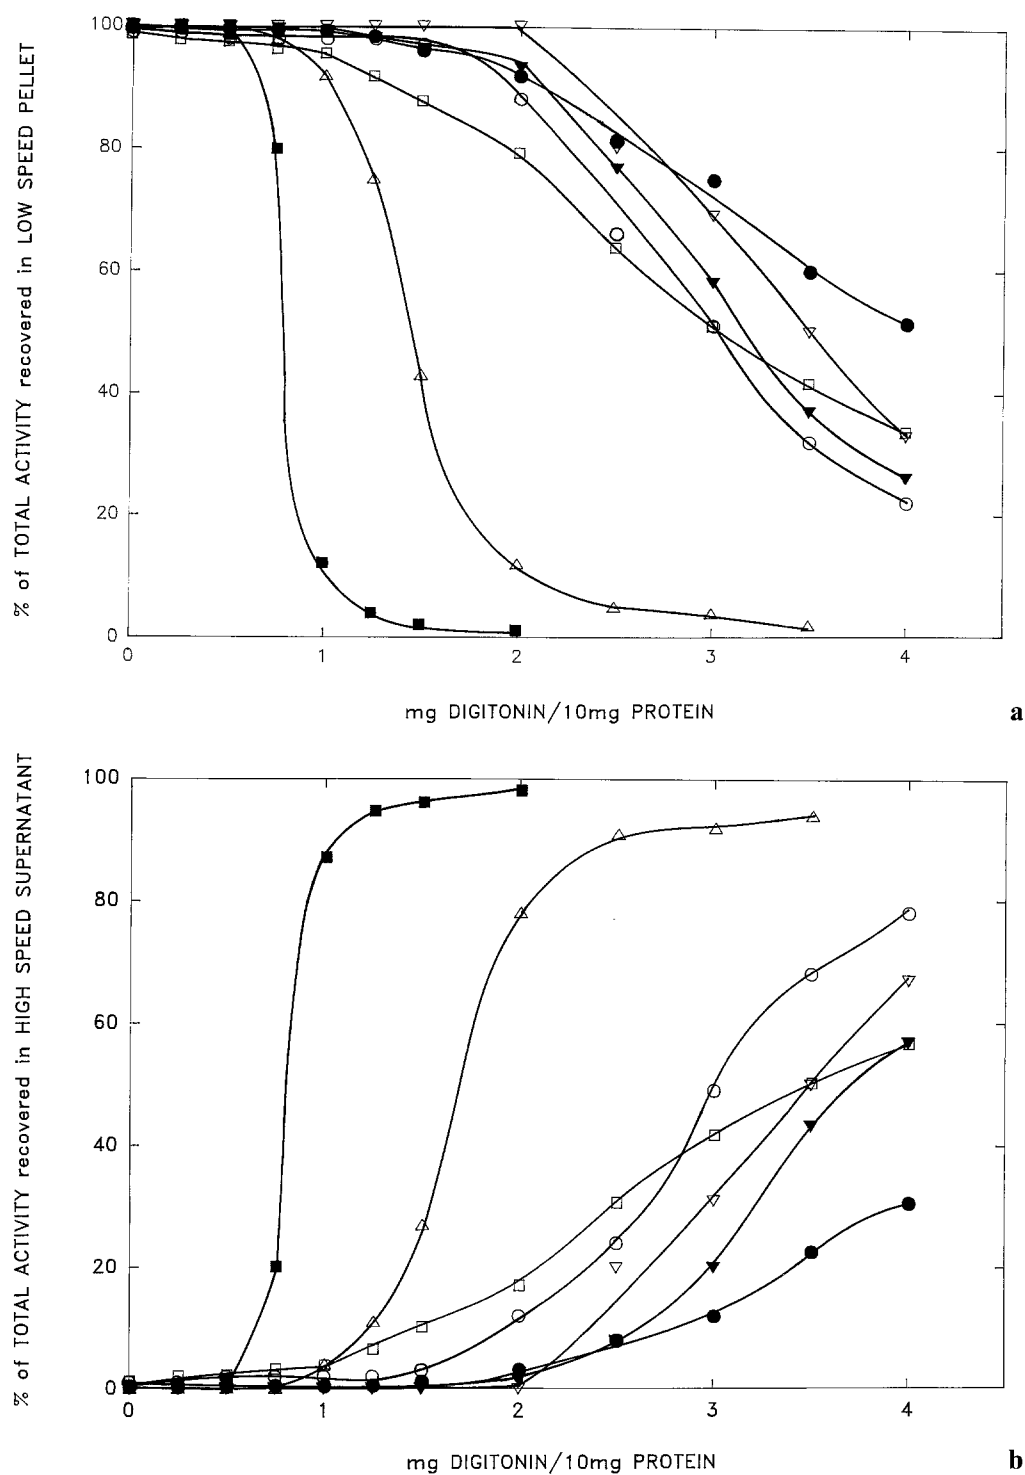 % of TOTAL ACTIVITY recovered in LOW SPEED PELLET
100
80
60
40
20
0
0 1 2 3 4
mg DIGITONIN/10mg PROTEIN
a
% of TOTAL ACTIVITY recovered in HIGH SPEED SUPERNATANT
100
80
60
40
20
0
0 1 2 3 4
mg DIGITONIN/10mg PROTEIN
b